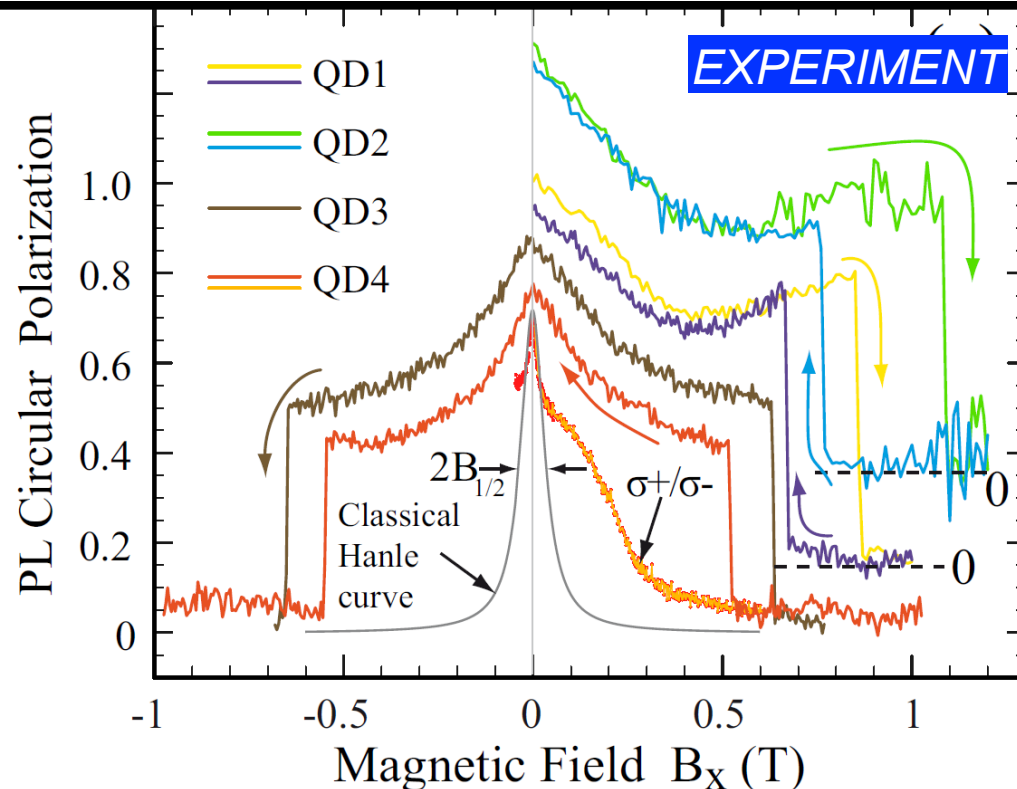 EXPERIMENT
QD1
QD2
QD3
QD4
PL Circular Polarization
1.0
0.8
0.6
0.4
0.2
0
2B1/2
σ+/σ-
Classical
Hanle
curve
0
0
-1
-0.5
0
0.5
1
Magnetic Field Bx (T)